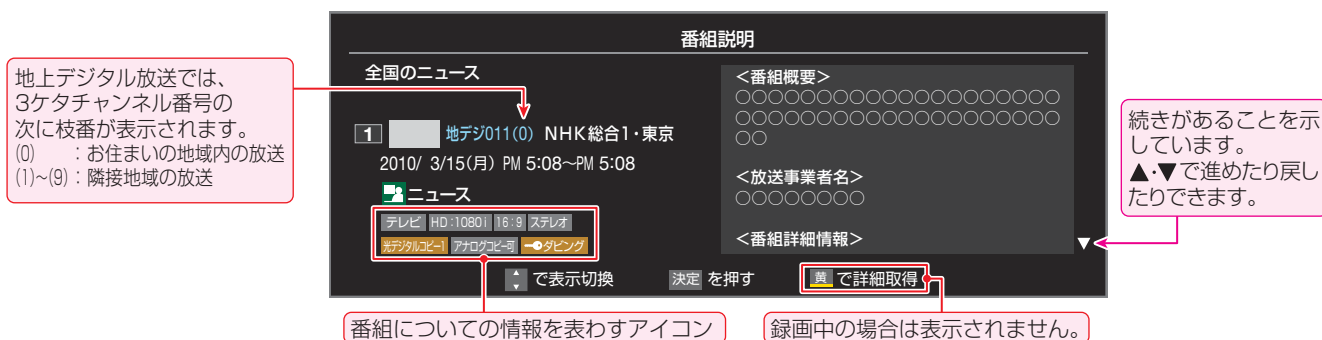 番組説明
地上デジタル放送では、
3ケタチャンネル番号の
次に枝番が表示されます。
(0)　：お住まいの地域内の放送
(1)~(9)：隣接地域の放送
全国のニュース
1 地デジ011(0) NHK総合1・東京
2010/ 3/15(月) PM 5:08～PM 5:08
ニュース
テレビ HD:1080i 16:9 ステレオ
光デジタルコピー1 アナログコピー可 ダビング
<番組概要>
○○○○○○○○○○○○○○○○○○○○
○○○○○○○○○○○○○○○○○○○○
○○
<放送事業者名>
○○○○○○○○
<番組詳細情報>
▼
続きがあることを示
しています。
▲・▼で進めたり戻し
たりできます。
で表示切換 決定 を押す 黄 で詳細取得
番組についての情報を表わすアイコン
録画中の場合は表示されません。